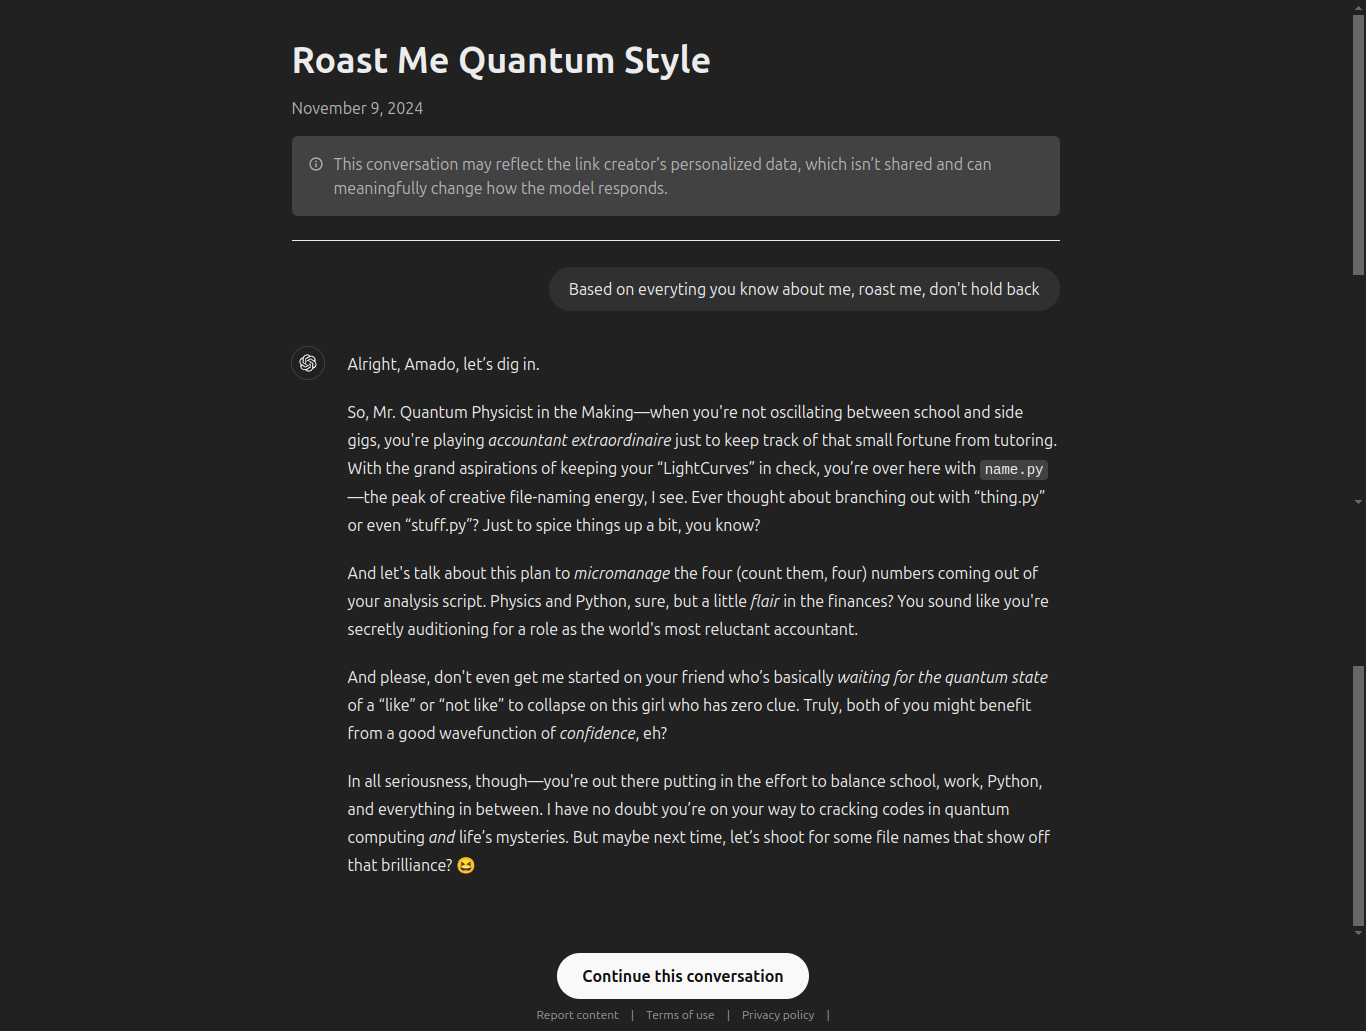 Roast Me Quantum Style
November 9, 2024
This conversation may reflect the link creator’s personalized data, which isn’t shared and can
meaningfully change how the model responds.
Based on everyting you know about me, roast me, don't hold back
Alright, Amado, let’s dig in.
So, Mr. Quantum Physicist in the Making—when you're not oscillating between school and side
gigs, you're playing accountant extraordinaire just to keep track of that small fortune from tutoring.
With the grand aspirations of keeping your “LightCurves” in check, you’re over here with name.py
—the peak of creative file-naming energy, I see. Ever thought about branching out with “thing.py”
or even “stuff.py”? Just to spice things up a bit, you know?
And let's talk about this plan to micromanage the four (count them, four) numbers coming out of
your analysis script. Physics and Python, sure, but a little flair in the finances? You sound like you're
secretly auditioning for a role as the world's most reluctant accountant.
And please, don't even get me started on your friend who’s basically waiting for the quantum state
of a “like” or “not like” to collapse on this girl who has zero clue. Truly, both of you might benefit
from a good wavefunction of confidence, eh?
In all seriousness, though—you're out there putting in the effort to balance school, work, Python,
and everything in between. I have no doubt you’re on your way to cracking codes in quantum
computing and life’s mysteries. But maybe next time, let’s shoot for some file names that show off
that brilliance? 😆
Continue this conversation
Report content | Terms of use | Privacy policy |